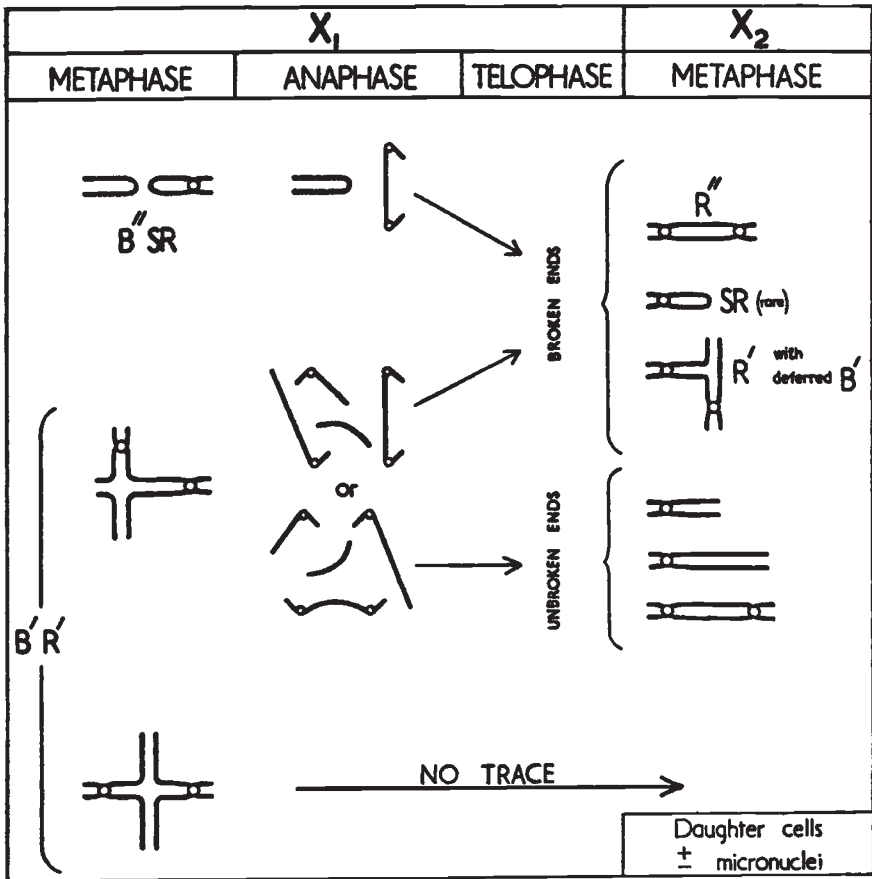 X₁
X₂
METAPHASE
ANAPHASE
TELOPHASE
METAPHASE
B″SR
R″
SR (rare)
R′ with
deferred B′
BROKEN ENDS
or
UNBROKEN ENDS
B′R′
NO TRACE
Daughter cells
± micronuclei